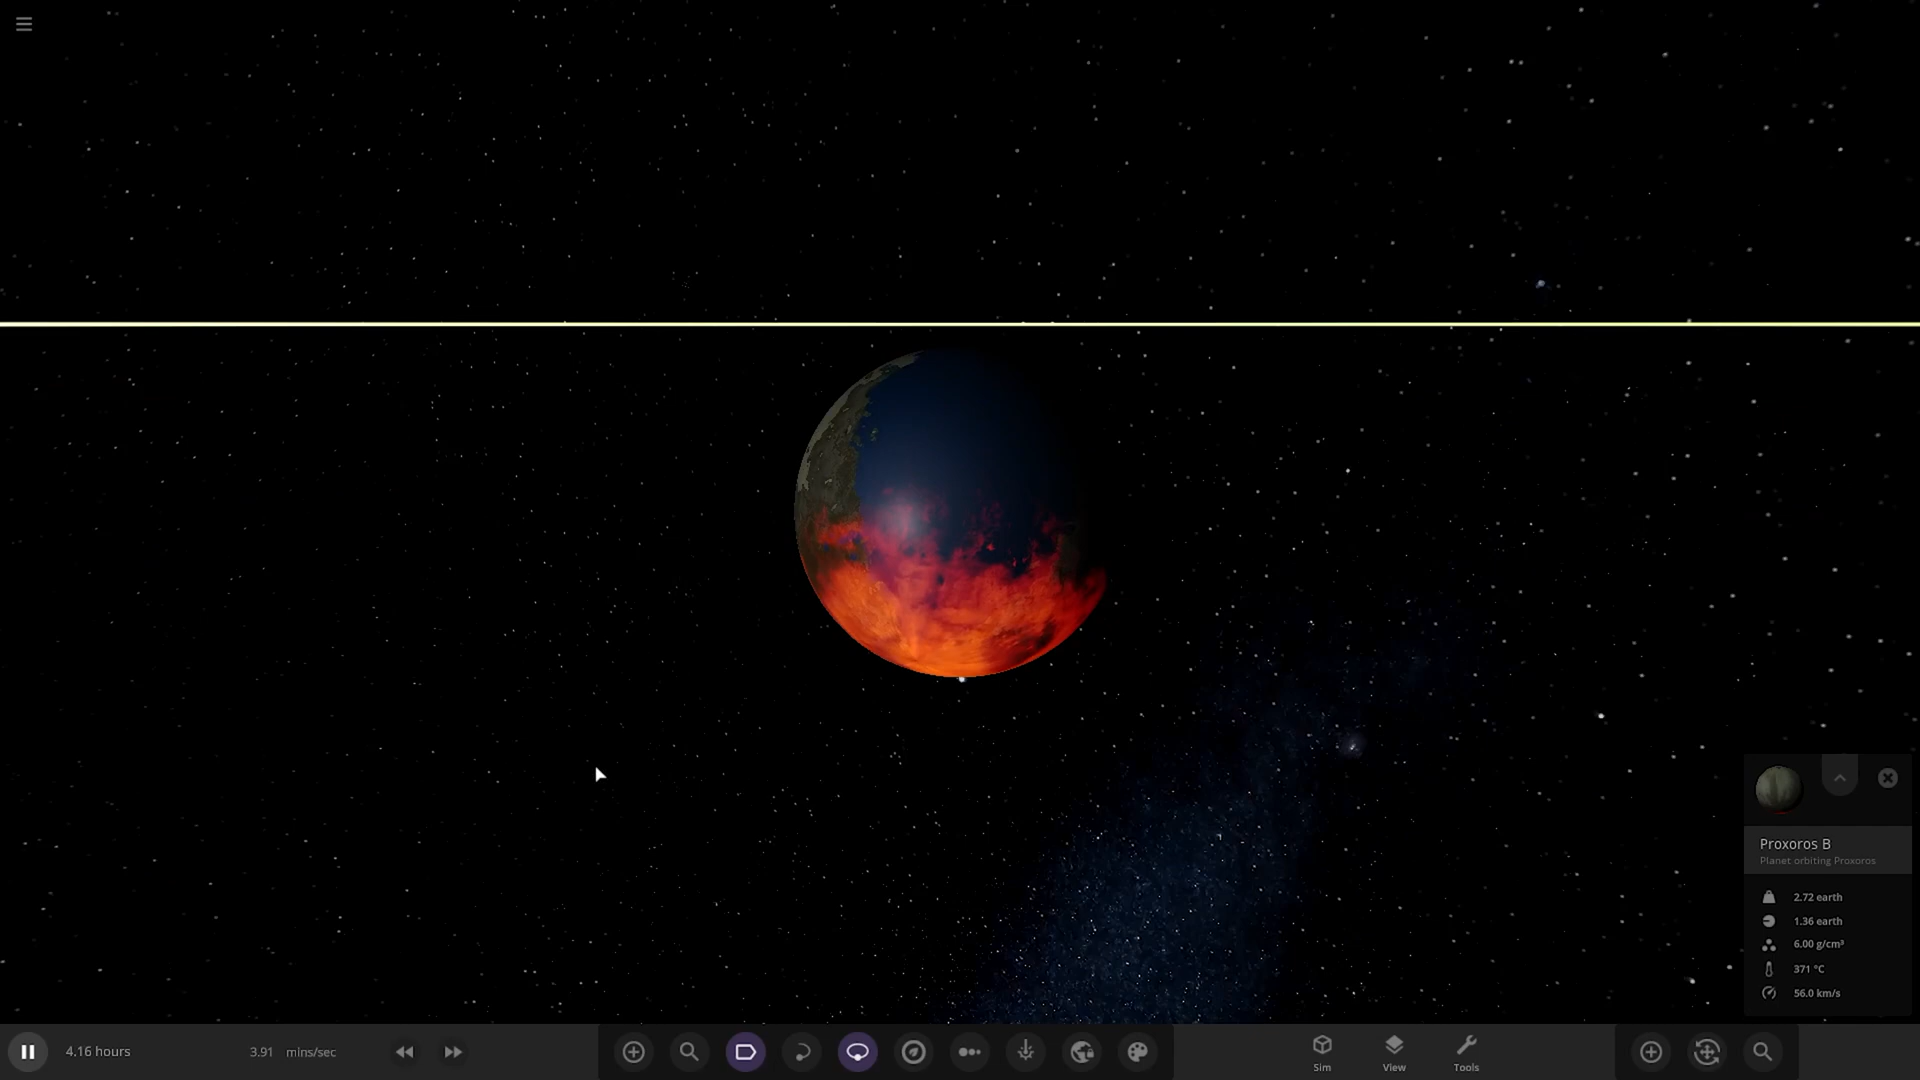 Proxoros B
Planet orbiting Proxoros
2.72 earth
1.36 earth
6.00 g/cm³
371 °C
56.0 km/s
4.16 hours
3.91 mins/sec
Sim
View
Tools